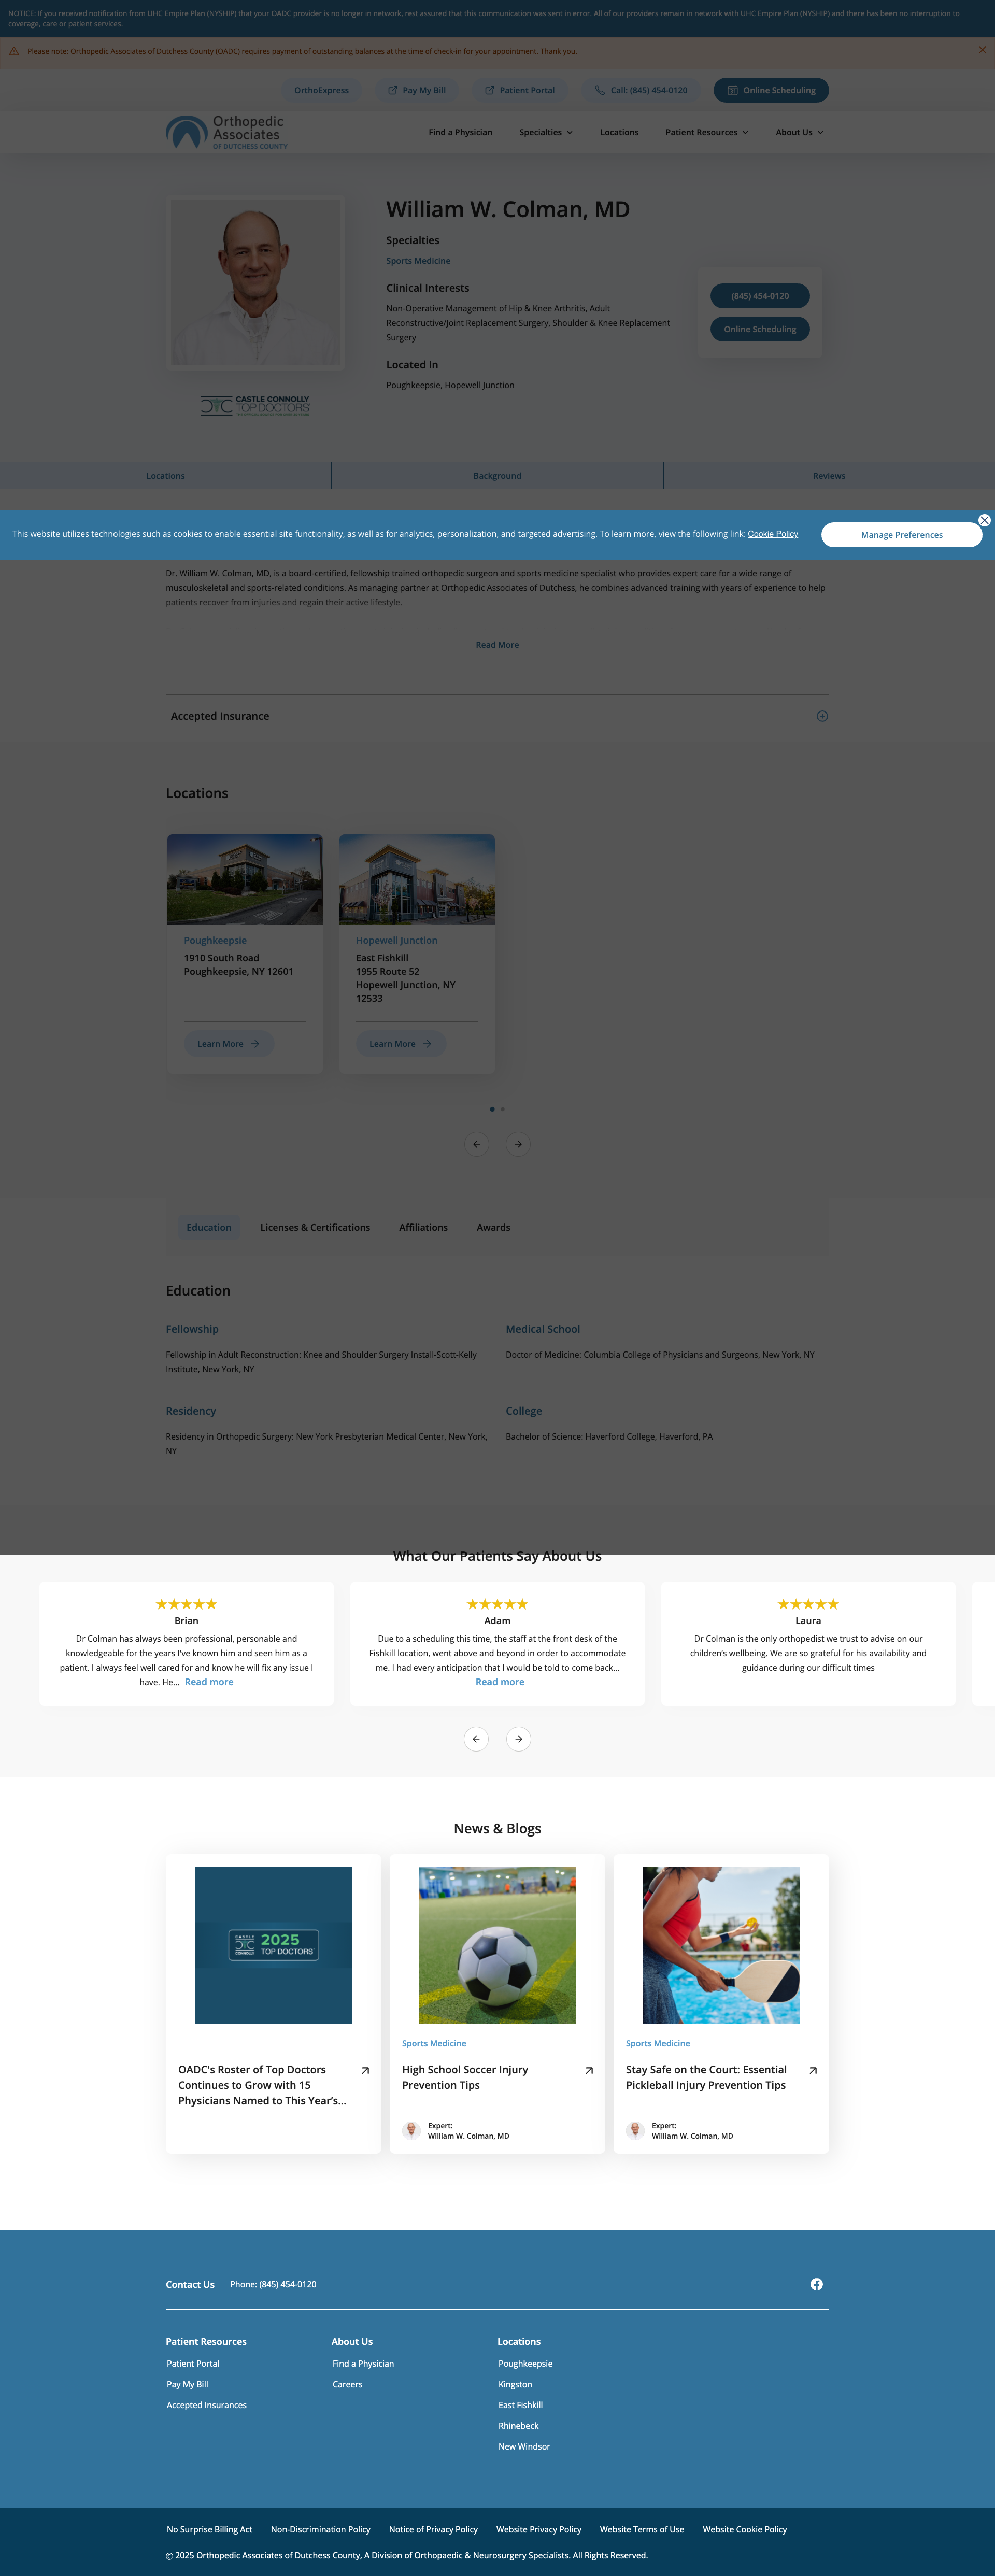 NOTICE: If you received notification from UHC Empire Plan (NYSHIP) that your OADC provider is no longer in network, rest assured that this communication was sent in error. All of our providers remain in network with UHC Empire Plan (NYSHIP) and there has been no interruption to
coverage, care or patient services.
Please note: Orthopedic Associates of Dutchess County (OADC) requires payment of outstanding balances at the time of check-in for your appointment. Thank you.
OrthoExpress
Pay My Bill
Patient Portal
Call: (845) 454-0120
Online Scheduling
Orthopedic
Associates
OF DUTCHESS COUNTY
Find a Physician
Specialties
Locations
Patient Resources
About Us
William W. Colman, MD
Specialties
Sports Medicine
Clinical Interests
Non-Operative Management of Hip & Knee Arthritis, Adult
Reconstructive/Joint Replacement Surgery, Shoulder & Knee Replacement
Surgery
Located In
Poughkeepsie, Hopewell Junction
(845) 454-0120
Online Scheduling
CASTLE CONNOLLY
TOP DOCTORS
Locations
Background
Reviews
This website utilizes technologies such as cookies to enable essential site functionality, as well as for analytics, personalization, and targeted advertising. To learn more, view the following link: Cookie Policy
Manage Preferences
Dr. William W. Colman, MD, is a board-certified, fellowship trained orthopedic surgeon and sports medicine specialist who provides expert care for a wide range of
musculoskeletal and sports-related conditions. As managing partner at Orthopedic Associates of Dutchess, he combines advanced training with years of experience to help
patients recover from injuries and regain their active lifestyle.
Read More
Accepted Insurance
Locations
Poughkeepsie
1910 South Road
Poughkeepsie, NY 12601
Learn More
Hopewell Junction
East Fishkill
1955 Route 52
Hopewell Junction, NY
12533
Learn More
Education
Licenses & Certifications
Affiliations
Awards
Education
Fellowship
Fellowship in Adult Reconstruction: Knee and Shoulder Surgery Install-Scott-Kelly
Institute, New York, NY
Medical School
Doctor of Medicine: Columbia College of Physicians and Surgeons, New York, NY
Residency
Residency in Orthopedic Surgery: New York Presbyterian Medical Center, New York,
NY
College
Bachelor of Science: Haverford College, Haverford, PA
What Our Patients Say About Us
Brian
Dr Colman has always been professional, personable and
knowledgeable for the years I've known him and seen him as a
patient. I always feel well cared for and know he will fix any issue I
have. He... Read more
Adam
Due to a scheduling this time, the staff at the front desk of the
Fishkill location, went above and beyond in order to accommodate
me. I had every anticipation that I would be told to come back...
Read more
Laura
Dr Colman is the only orthopedist we trust to advise on our
children's wellbeing. We are so grateful for his availability and
guidance during our difficult times
News & Blogs
CASTLE
CONNOLLY
2025
TOP DOCTORS
OADC's Roster of Top Doctors
Continues to Grow with 15
Physicians Named to This Year's...
Sports Medicine
High School Soccer Injury
Prevention Tips
Expert:
William W. Colman, MD
Sports Medicine
Stay Safe on the Court: Essential
Pickleball Injury Prevention Tips
Expert:
William W. Colman, MD
Contact Us
Phone: (845) 454-0120
Patient Resources
Patient Portal
Pay My Bill
Accepted Insurances
About Us
Find a Physician
Careers
Locations
Poughkeepsie
Kingston
East Fishkill
Rhinebeck
New Windsor
No Surprise Billing Act
Non-Discrimination Policy
Notice of Privacy Policy
Website Privacy Policy
Website Terms of Use
Website Cookie Policy
© 2025 Orthopedic Associates of Dutchess County, A Division of Orthopaedic & Neurosurgery Specialists. All Rights Reserved.